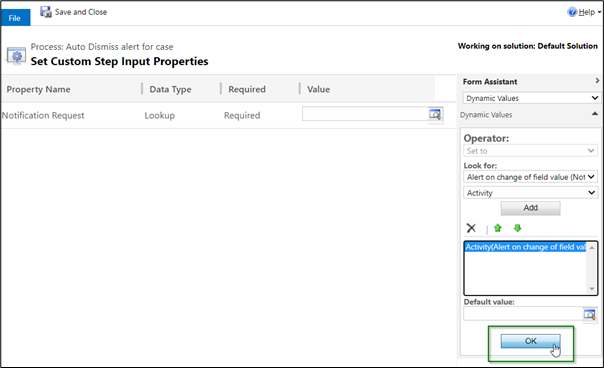 File
Save and Close
Help
Process: Auto Dismiss alert for case
Set Custom Step Input Properties
Working on solution: Default Solution
Property Name
Data Type
Required
Value
Notification Request
Lookup
Required
Form Assistant
Dynamic Values
Dynamic Values
Operator:
Set to
Look for:
Alert on change of field value (Not
Activity
Add
Activity(Alert on change of field val
Default value:
OK